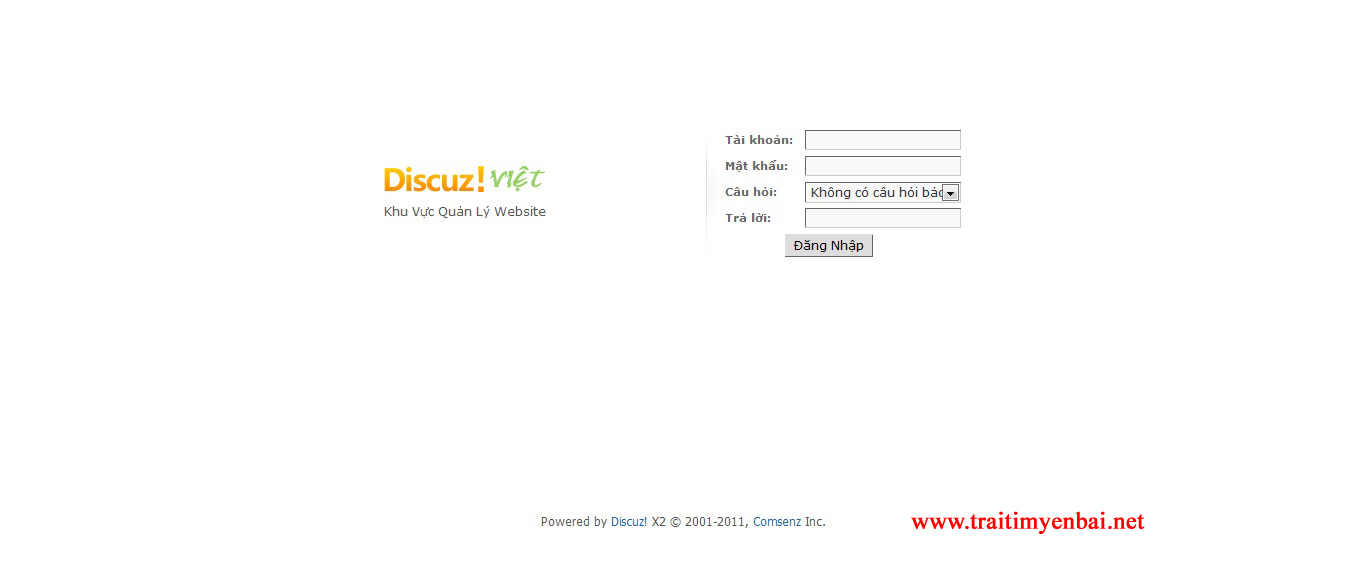 Discuz! Việt
Khu Vực Quản Lý Website
Tài khoản:
Mật khẩu:
Câu hỏi: Không có câu hỏi bảo
Trả lời:
Đăng Nhập
Powered by Discuz! X2 © 2001-2011, Comsenz Inc.
www.traitimyenbai.net